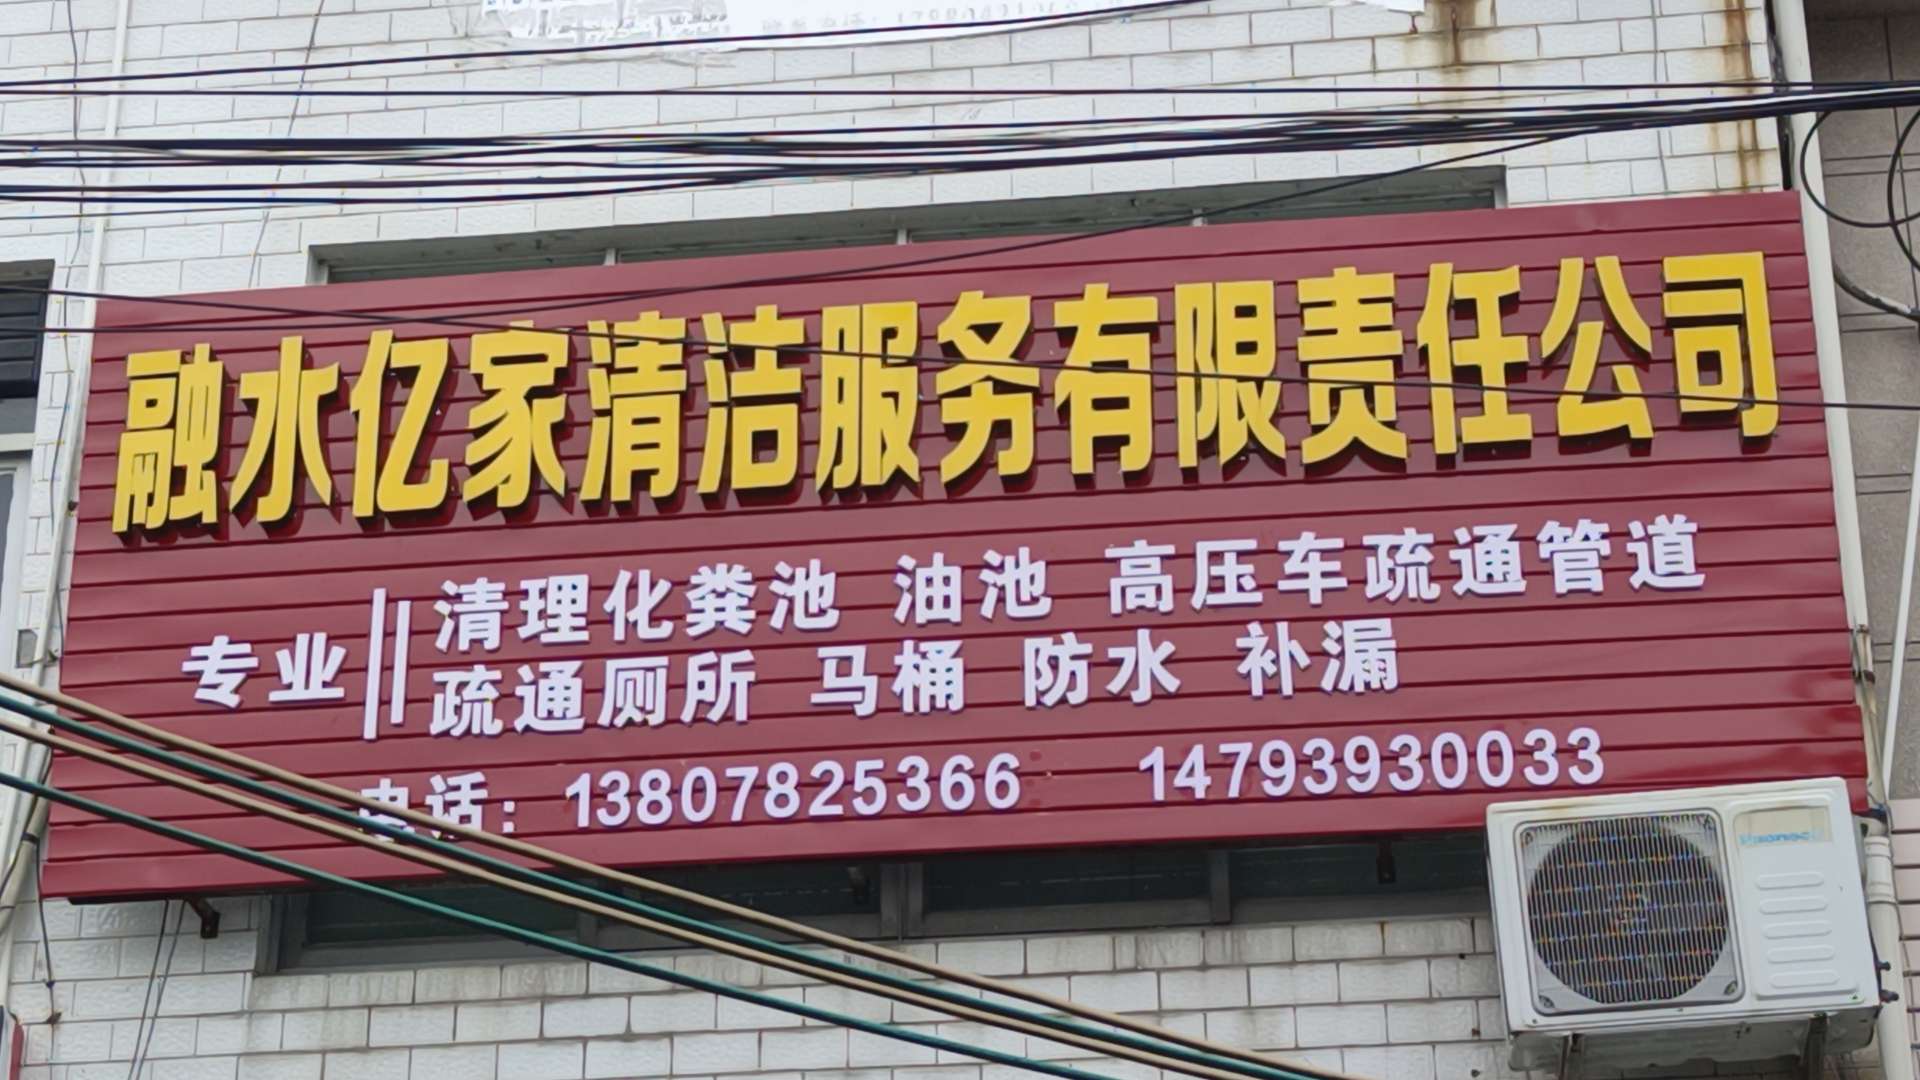 融水亿家清洁服务有限责任公司
专业
清理化粪池 油池 高压车疏通管道
疏通厕所 马桶 防水 补漏
电话：13807825366 14793930033